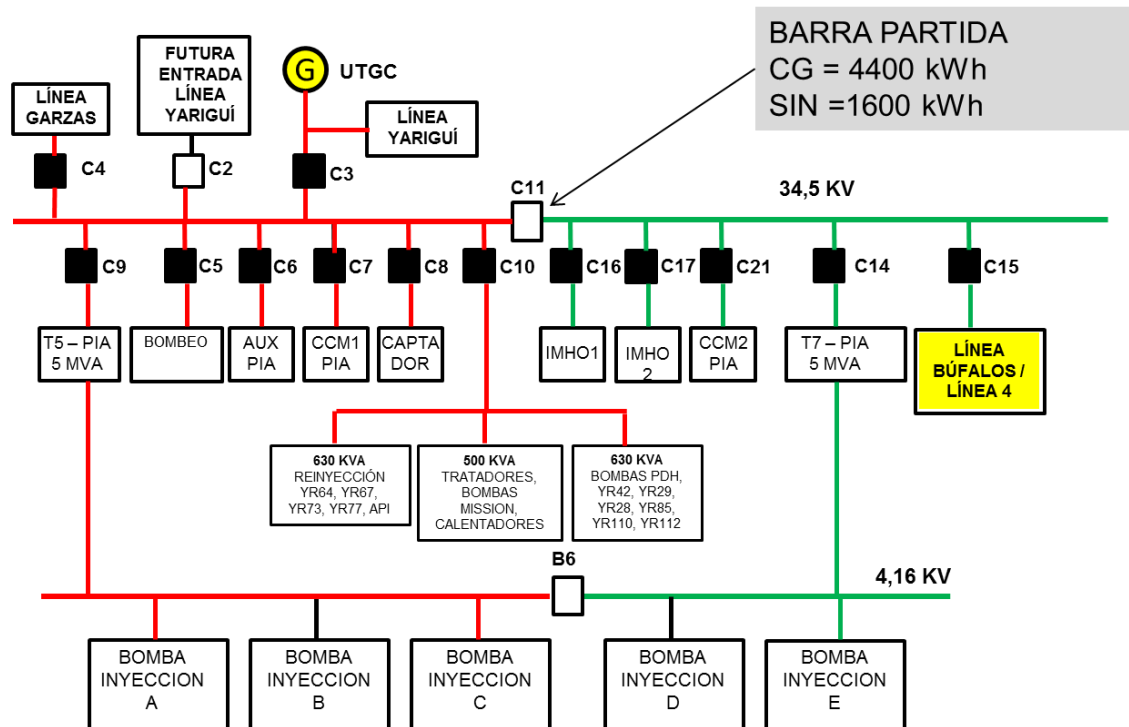 BARRA PARTIDA
CG = 4400 kWh
SIN =1600 kWh
FUTURA
ENTRADA
LÍNEA
YARIGUÍ
G
UTGC
LÍNEA
GARZAS
LÍNEA
YARIGUÍ
C4
C2
C3
C11
34,5 KV
C9
C5
C6
C7
C8
C10
C16
C17
C21
C14
C15
T5 – PIA
5 MVA
BOMBEO
AUX
PIA
CCM1
PIA
CAPTA
DOR
IMHO1
IMHO
2
CCM2
PIA
T7 – PIA
5 MVA
LÍNEA
BÚFALOS /
LÍNEA 4
630 KVA
REINYECCIÓN
YR64, YR67,
YR73, YR77, API
500 KVA
TRATADORES,
BOMBAS
MISSION,
CALENTADORES
630 KVA
BOMBAS PDH,
YR42, YR29,
YR28, YR85,
YR110, YR112
B6
4,16 KV
BOMBA
INYECCION
A
BOMBA
INYECCION
B
BOMBA
INYECCION
C
BOMBA
INYECCION
D
BOMBA
INYECCION
E